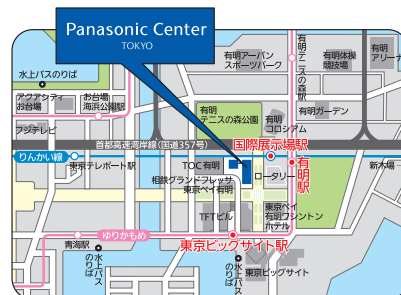 Panasonic Center
TOKYO
水上バスのりば
アクアシティ
お台場
お台場
海浜公園駅
フジテレビ
有明アーバン
スポーツパーク
有明テニスの森駅
有明体操
競技場
有明
アリーナ
有明
テニスの森公園
有明
コロシアム
有明ガーデン
首都高速湾岸線(国道357号)
国際展示場駅
りんかい線
東京テレポート駅
TOC有明
ロータリー
有明駅
新木場
相鉄グランドフレッサ
東京ベイ有明
TFTビル
東京ベイ
有明ワシントン
ホテル
ゆりかもめ
青海駅
東京ビッグサイト駅
水上バス
のりば
水上バス
のりば
東京ビッグサイト